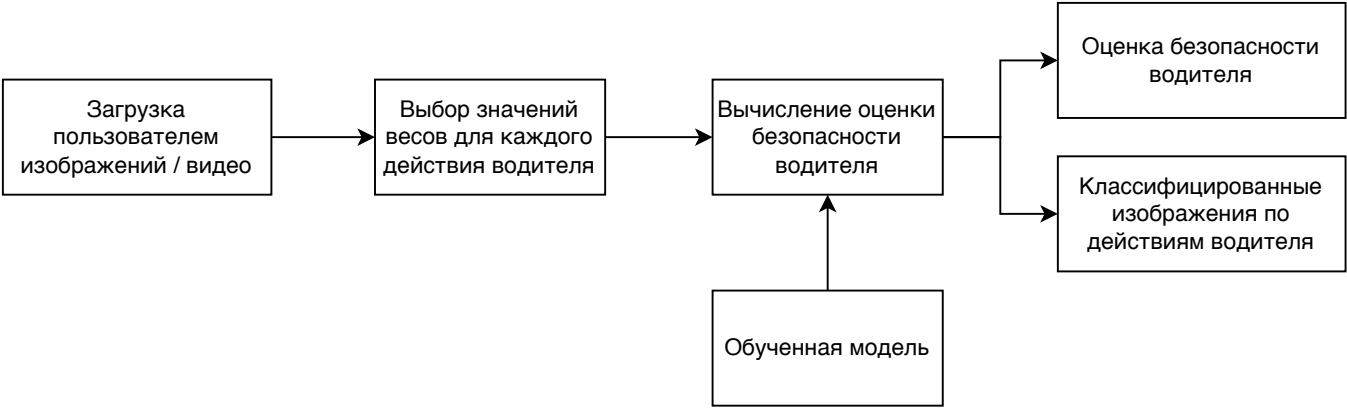 Загрузка
пользователем
изображений / видео
Выбор значений
весов для каждого
действия водителя
Вычисление оценки
безопасности
водителя
Оценка безопасности
водителя
Классифицированные
изображения по
действиям водителя
Обученная модель